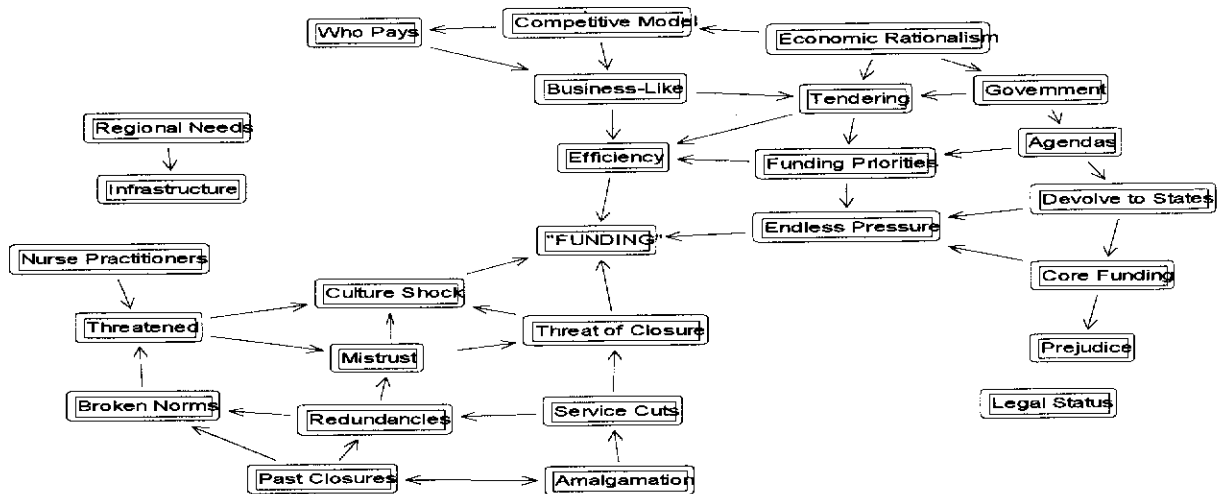 Who Pays
Competitive Model
Economic Rationalism
Business-Like
Tendering
Government
Regional Needs
Efficiency
Funding Priorities
Agendas
Infrastructure
Devolve to States
"FUNDING"
Endless Pressure
Nurse Practitioners
Culture Shock
Core Funding
Threatened
Mistrust
Threat of Closure
Prejudice
Broken Norms
Redundancies
Service Cuts
Legal Status
Past Closures
Amalgamation